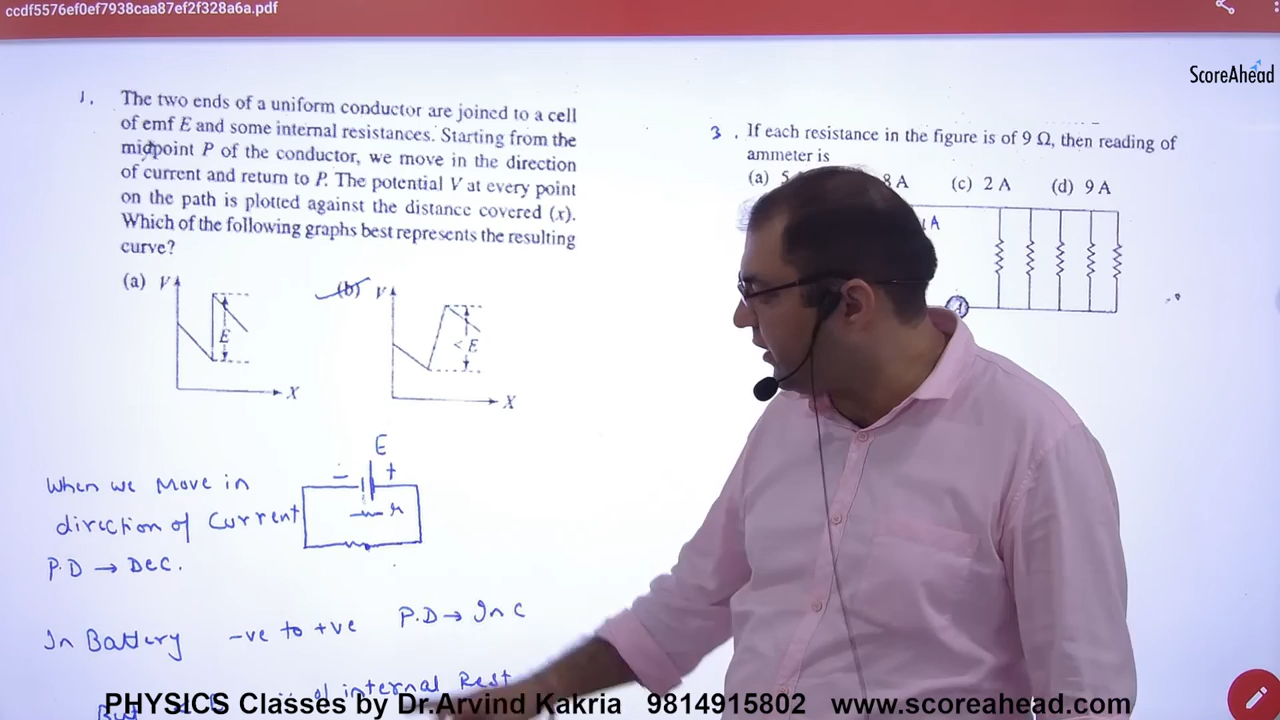 ccdf5576ef0ef7938caa87ef2f328a6a.pdf
ScoreAhead
1. The two ends of a uniform conductor are joined to a cell
of emf E and some internal resistances. Starting from the
midpoint P of the conductor, we move in the direction
of current and return to P. The potential V at every point
on the path is plotted against the distance covered (x).
Which of the following graphs best represents the resulting
curve?
(a) V
E
X
(b) V
< E
X
E
- +
r
When we move in
direction of current
P.D → Dec.
In Battery -ve to +ve P.D → Inc
of internal Rest
But
3. If each resistance in the figure is of 9 Ω, then reading of
ammeter is
(a) 5 8 A (c) 2 A (d) 9 A
A
A
PHYSICS Classes by Dr.Arvind Kakria 9814915802 www.scoreahead.com